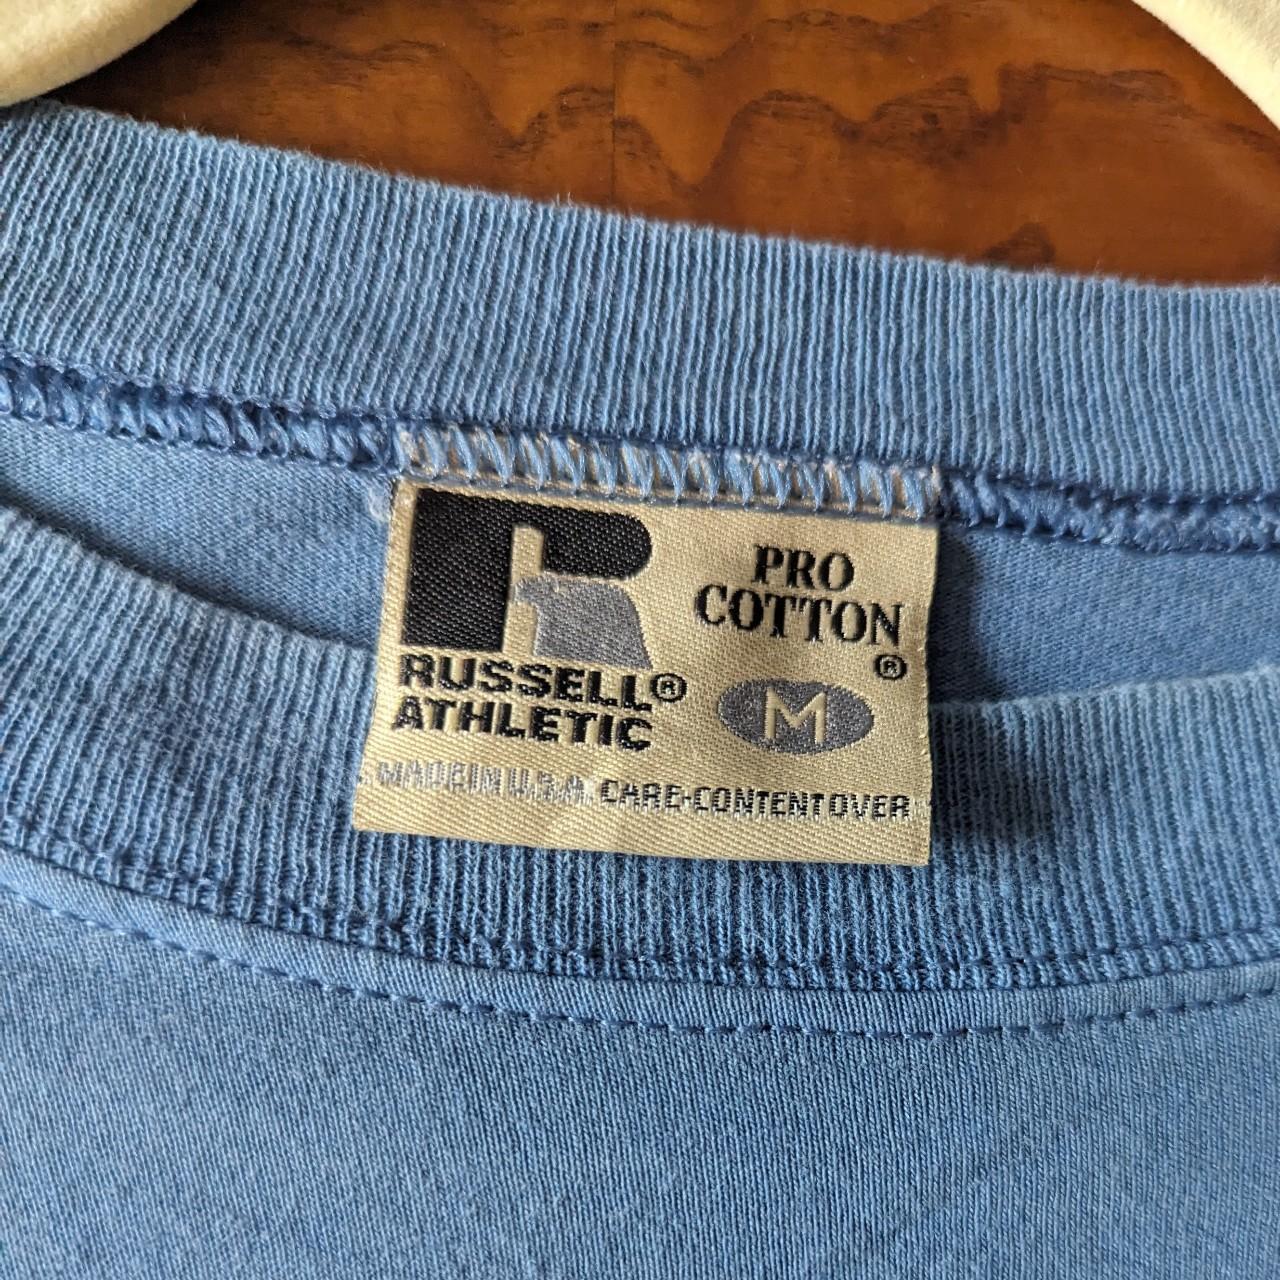 PRO
COTTON®
RUSSELL®
ATHLETIC
M
MADE IN U.S.A. CARE-CONTENT OVER